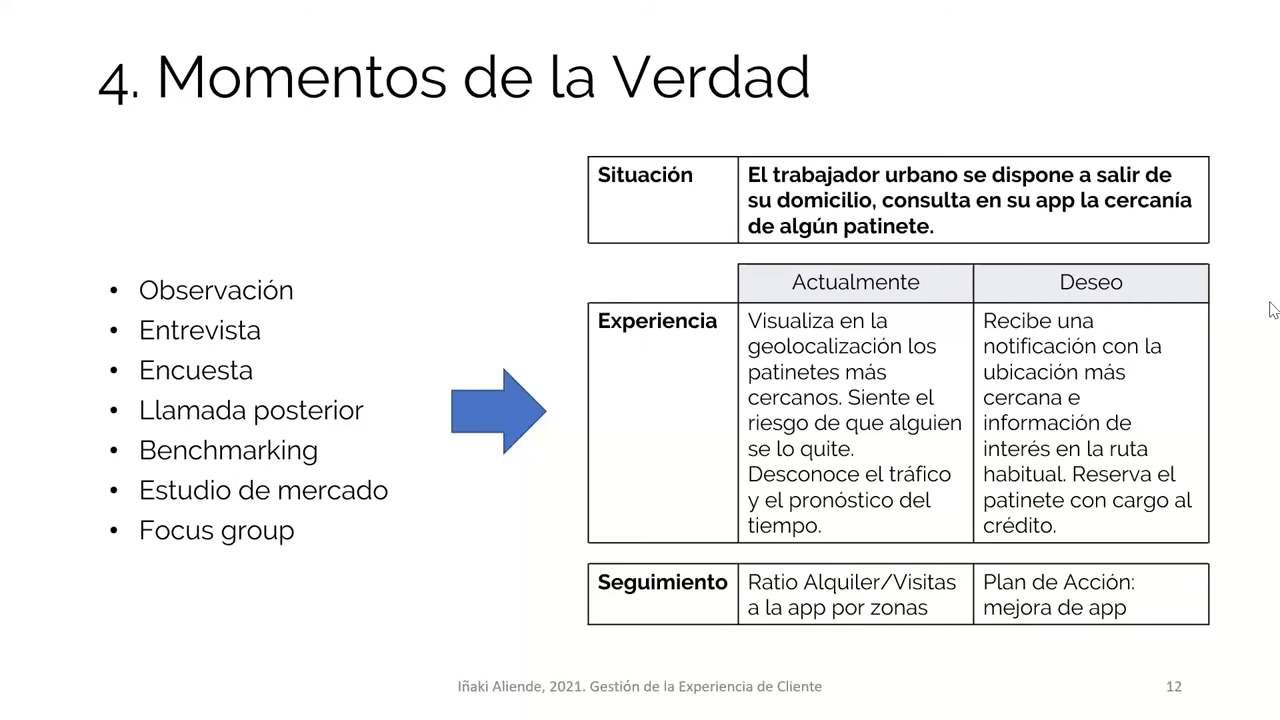 4. Momentos de la Verdad
• Observación
• Entrevista
• Encuesta
• Llamada posterior
• Benchmarking
• Estudio de mercado
• Focus group
Situación
El trabajador urbano se dispone a salir de
su domicilio, consulta en su app la cercanía
de algún patinete.
Actualmente
Deseo
Experiencia
Visualiza en la
geolocalización los
patinetes más
cercanos. Siente el
riesgo de que alguien
se lo quite.
Desconoce el tráfico
y el pronóstico del
tiempo.
Recibe una
notificación con la
ubicación más
cercana e
información de
interés en la ruta
habitual. Reserva el
patinete con cargo al
crédito.
Seguimiento
Ratio Alquiler/Visitas
a la app por zonas
Plan de Acción:
mejora de app
Iñaki Aliende, 2021. Gestión de la Experiencia de Cliente
12